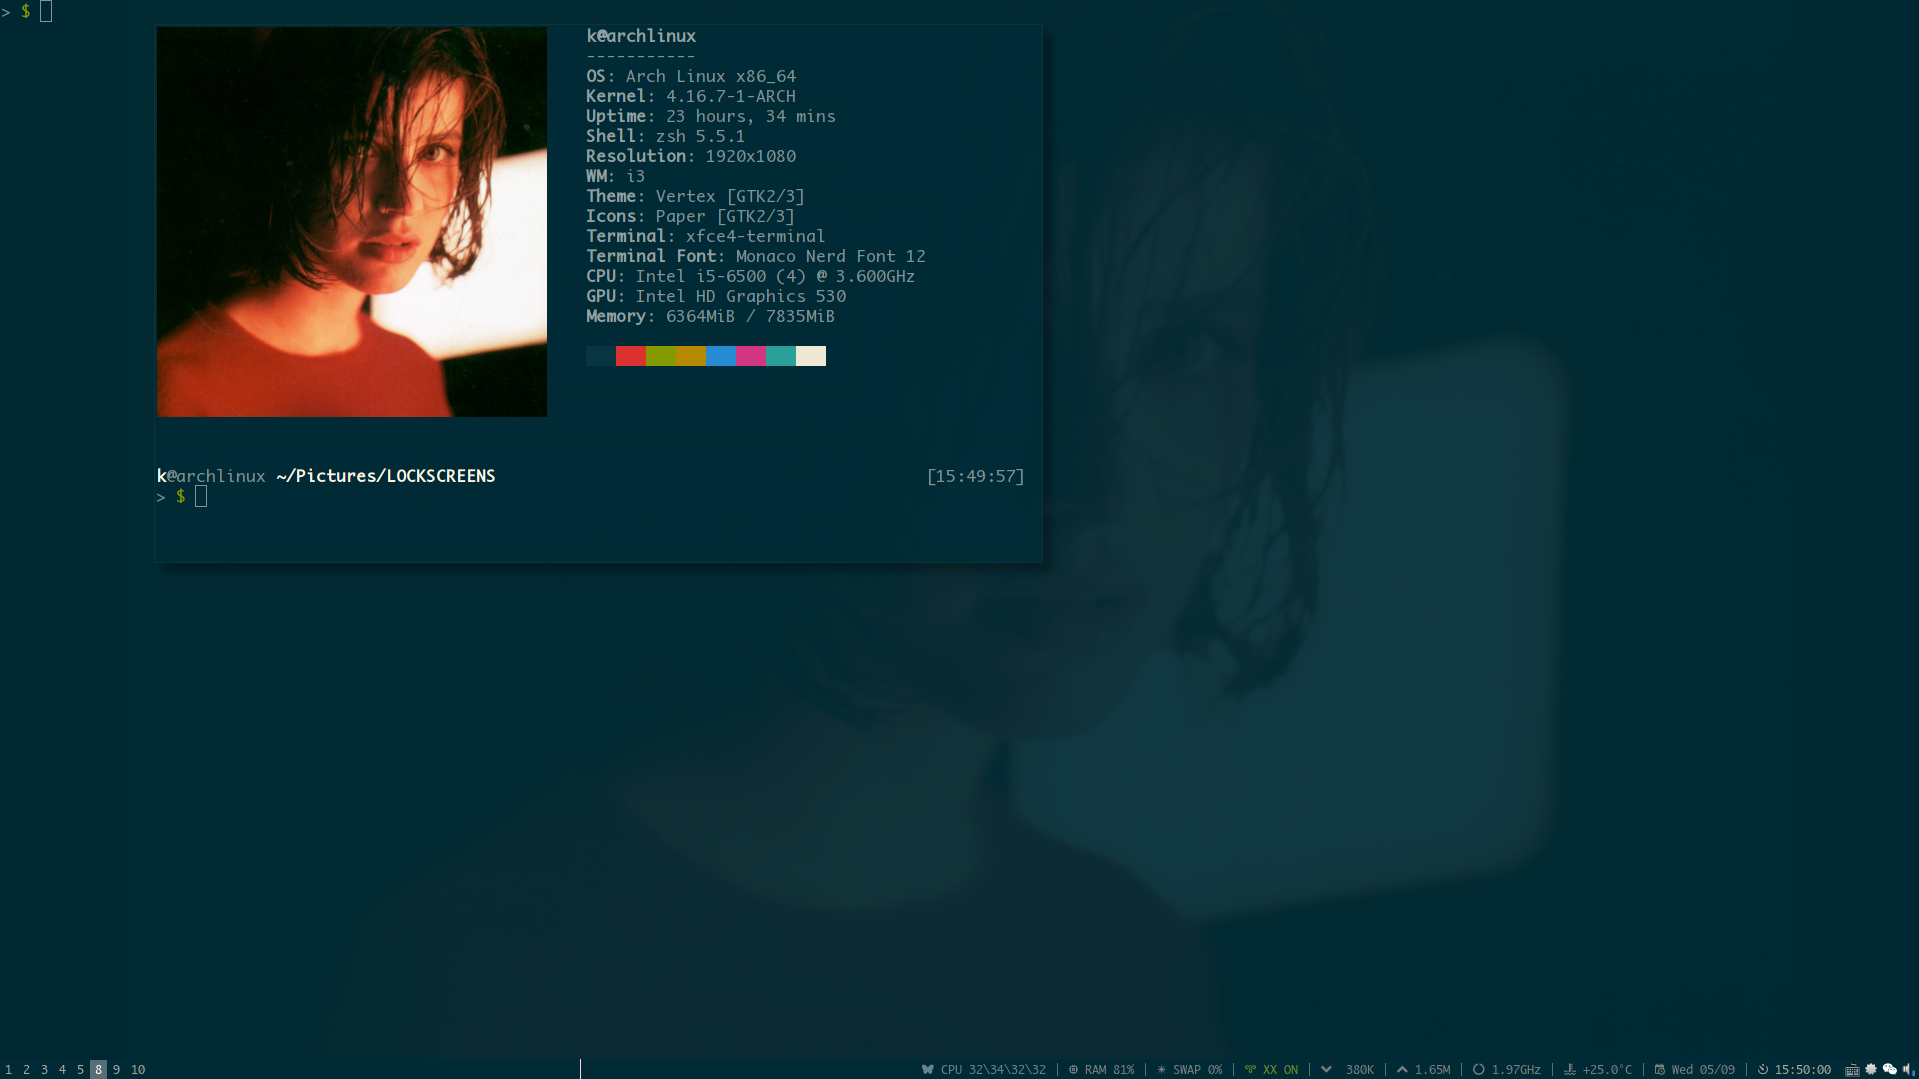 > $
k@archlinux
-----------
OS: Arch Linux x86_64
Kernel: 4.16.7-1-ARCH
Uptime: 23 hours, 34 mins
Shell: zsh 5.5.1
Resolution: 1920x1080
WM: i3
Theme: Vertex [GTK2/3]
Icons: Paper [GTK2/3]
Terminal: xfce4-terminal
Terminal Font: Monaco Nerd Font 12
CPU: Intel i5-6500 (4) @ 3.600GHz
GPU: Intel HD Graphics 530
Memory: 6364MiB / 7835MiB
k@archlinux ~/Pictures/LOCKSCREENS [15:49:57]
> $
1 2 3 4 5 8 9 10 CPU 32\34\32\32 | RAM 81% | SWAP 0% | XX ON | 380K | 1.65M | 1.97GHz | +25.0°C | Wed 05/09 | 15:50:00